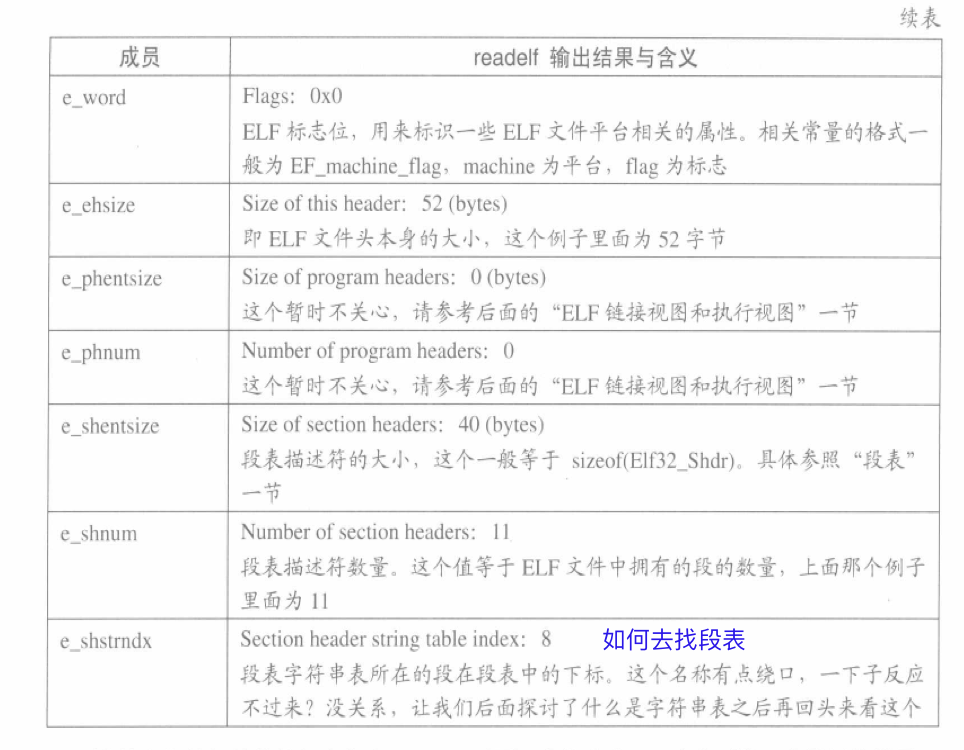 续表
成员 readelf 输出结果与含义
e_word Flags: 0x0
ELF 标志位，用来标识一些 ELF 文件平台相关的属性。相关常量的格式一
般为 EF_machine_flag，machine 为平台，flag 为标志
e_ehsize Size of this header: 52 (bytes)
即 ELF 文件头本身的大小，这个例子里面为 52 字节
e_phentsize Size of program headers: 0 (bytes)
这个暂时不关心，请参考后面的“ELF 链接视图和执行视图”一节
e_phnum Number of program headers: 0
这个暂时不关心，请参考后面的“ELF 链接视图和执行视图”一节
e_shentsize Size of section headers: 40 (bytes)
段表描述符的大小，这个一般等于 sizeof(Elf32_Shdr)。具体参照“段表”
一节
e_shnum Number of section headers: 11
段表描述符数量。这个值等于 ELF 文件中拥有的段的数量，上面那个例子
里面为 11
e_shstrndx Section header string table index: 8 如何去找段表
段表字符串表所在的段在段表中的下标。这个名称有点绕口，一下子反应
不过来？没关系，让我们后面探讨了什么是字符串表之后再回头来看这个